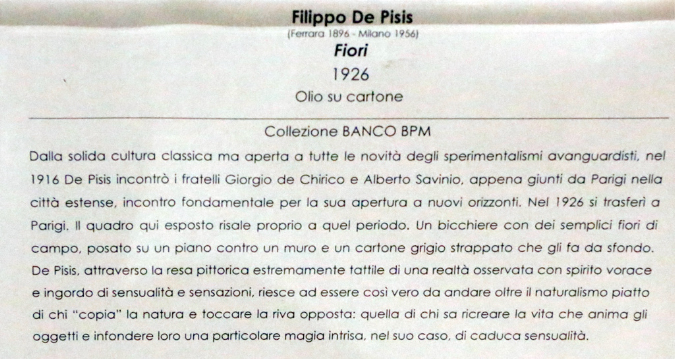 Filippo De Pisis
(Ferrara 1896 - Milano 1956)
Fiori
1926
Olio su cartone
Collezione BANCO BPM
Dalla solida cultura classica ma aperta a tutte le novità degli sperimentalismi avanguardisti, nel
1916 De Pisis incontrò i fratelli Giorgio de Chirico e Alberto Savinio, appena giunti da Parigi nella
città estense, incontro fondamentale per la sua apertura a nuovi orizzonti. Nel 1926 si trasferì a
Parigi. Il quadro qui esposto risale proprio a quel periodo. Un bicchiere con dei semplici fiori di
campo, posato su un piano contro un muro e un cartone grigio strappato che gli fa da sfondo.
De Pisis, attraverso la resa pittorica estremamente tattile di una realtà osservata con spirito vorace
e ingordo di sensualità e sensazioni, riesce ad essere così vero da andare oltre il naturalismo piatto
di chi "copia" la natura e toccare la riva opposta: quella di chi sa ricreare la vita che anima gli
oggetti e infondere loro una particolare magia intrisa, nel suo caso, di caduca sensualità.